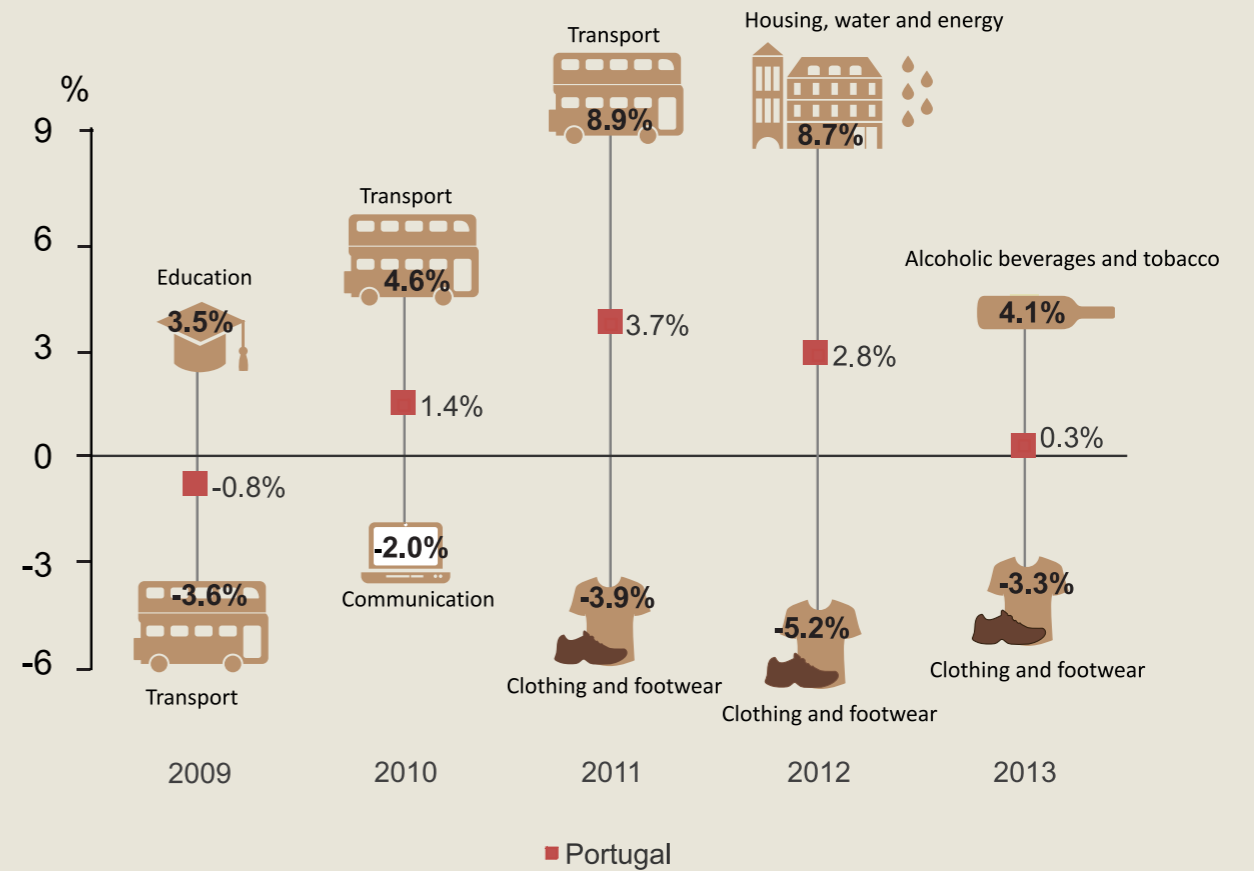 Housing, water and energy
Transport
%
8.9%
8.7%
9
Transport
6
Alcoholic beverages and tobacco
Education
4.6%
4.1%
3.5%
3.7%
3
2.8%
1.4%
0.3%
0
-0.8%
-2.0%
-3
-3.6%
Communication
-3.9%
-3.3%
-5.2%
-6
Transport
Clothing and footwear
Clothing and footwear
Clothing and footwear
2009
2010
2011
2012
2013
Portugal